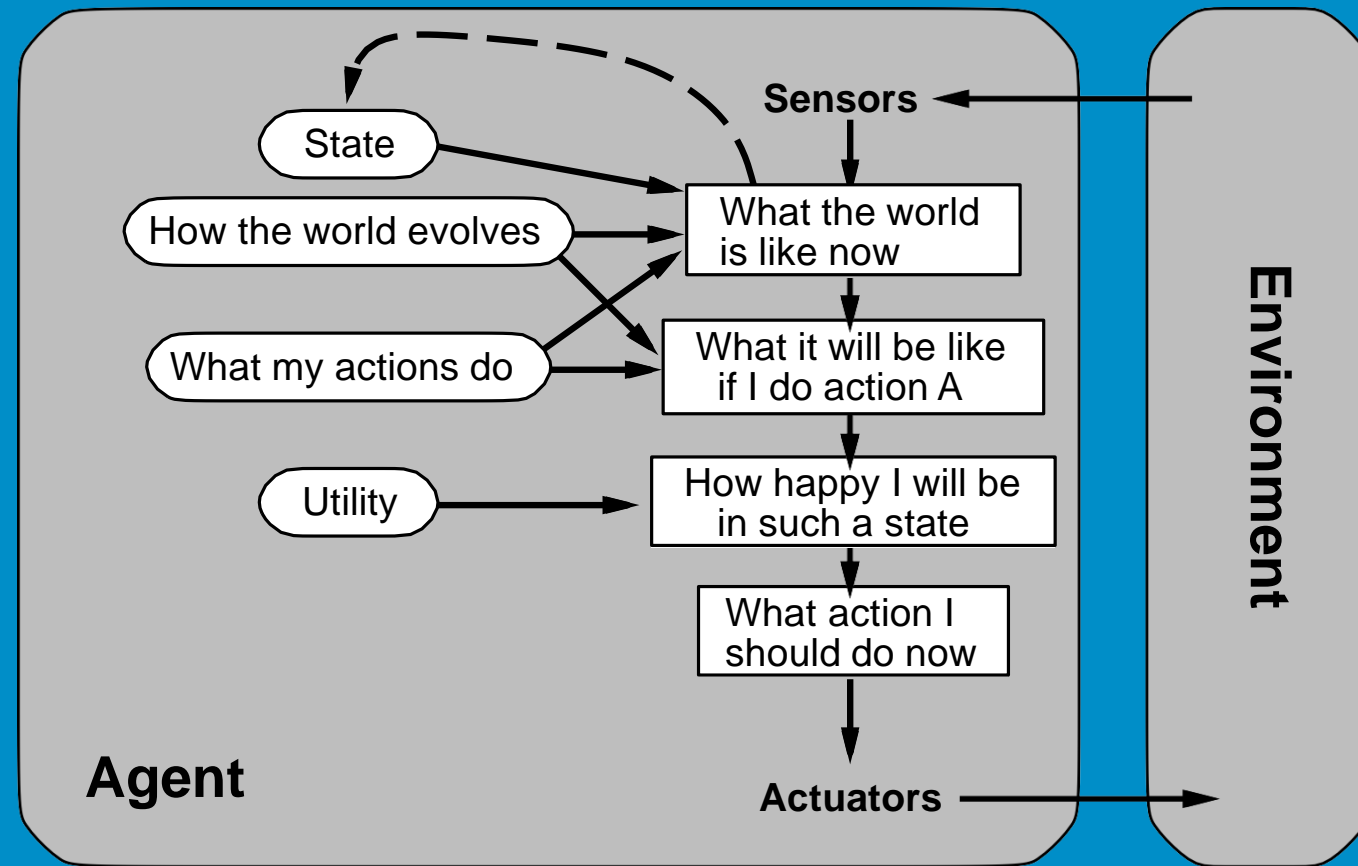 Sensors
State
What the world
is like now
How the world evolves
What my actions do
What it will be like
if I do action A
Utility
How happy I will be
in such a state
What action I
should do now
Agent
Actuators
Environment